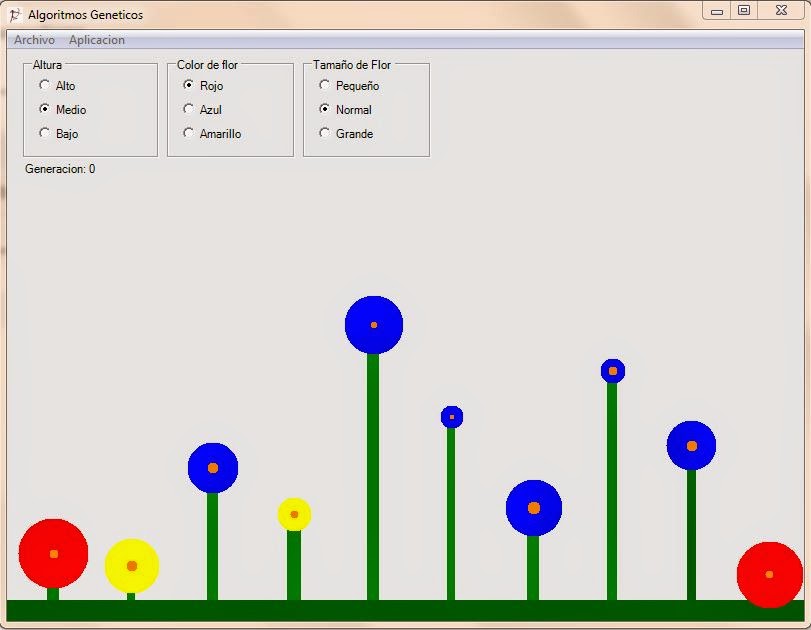 Algoritmos Geneticos
Archivo Aplicacion
Altura Color de flor Tamaño de Flor
Alto Rojo Pequeño
Medio Azul Normal
Bajo Amarillo Grande
Generacion: 0